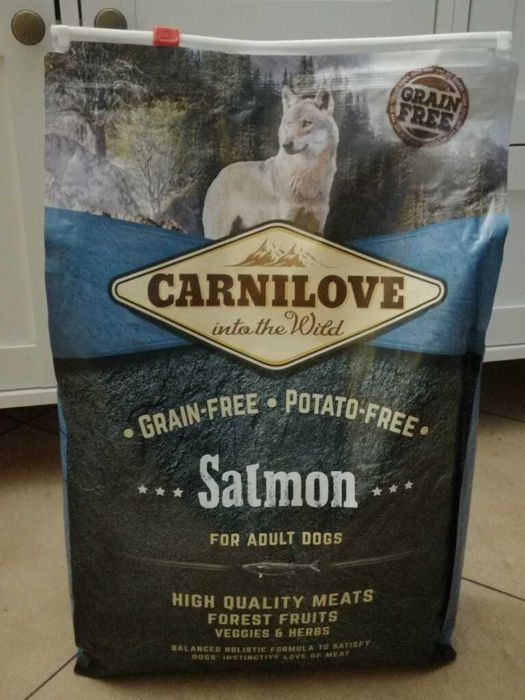 GRAIN
FREE
CARNILOVE
into the Wild
• GRAIN-FREE • POTATO-FREE •
Salmon
FOR ADULT DOGS
HIGH QUALITY MEATS
FOREST FRUITS
VEGGIES & HERBS
BALANCED HOLISTIC FORMULA TO SATISFY
DOGS' INSTINCTIVE LOVE OF MEAT